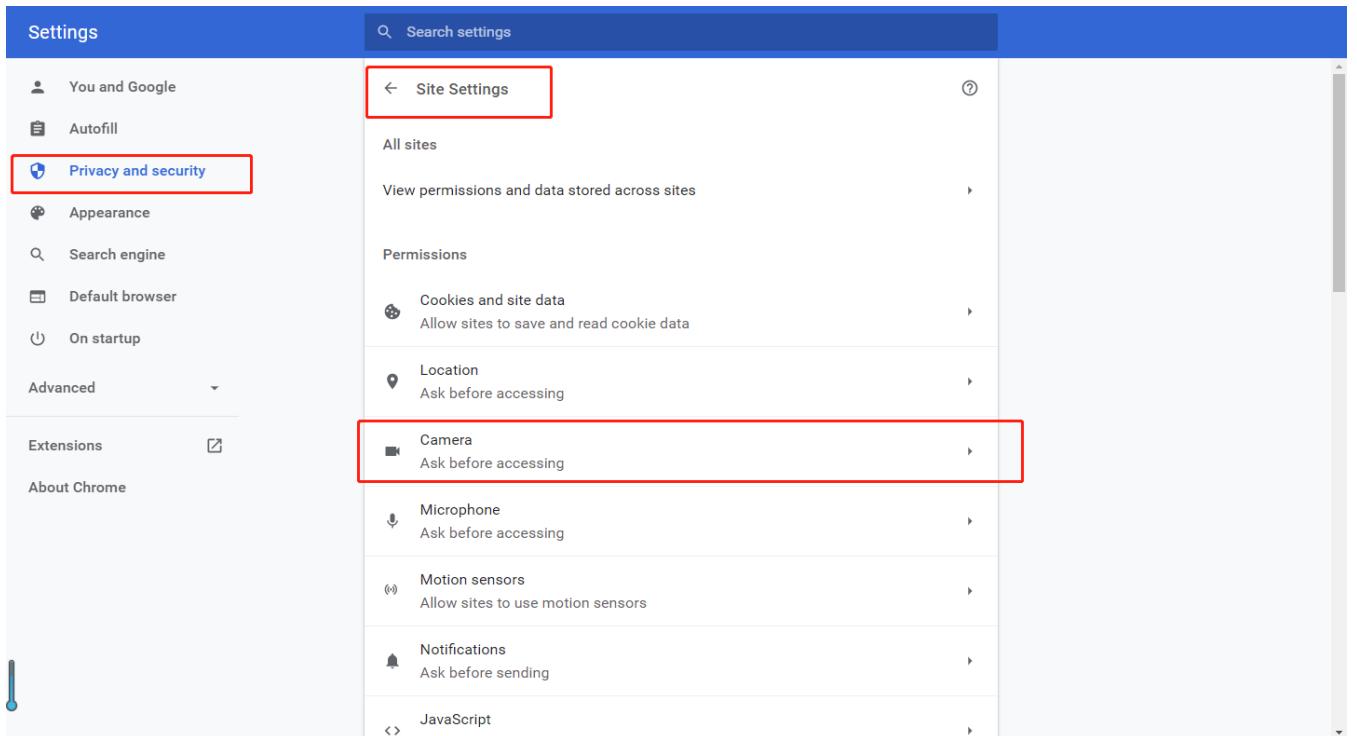 Settings
Search settings
You and Google
Autofill
Privacy and security
Appearance
Search engine
Default browser
On startup
Advanced
Extensions
About Chrome
Site Settings
All sites
View permissions and data stored across sites
Permissions
Cookies and site data
Allow sites to save and read cookie data
Location
Ask before accessing
Camera
Ask before accessing
Microphone
Ask before accessing
Motion sensors
Allow sites to use motion sensors
Notifications
Ask before sending
JavaScript